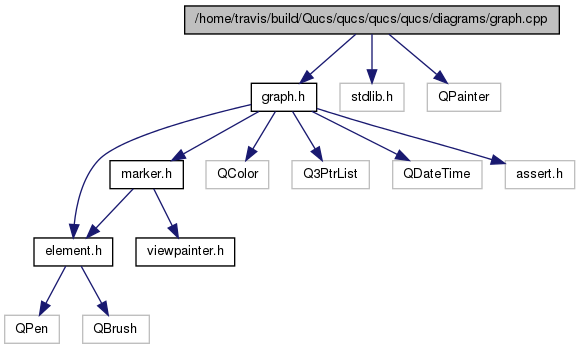 /home/travis/build/Qucs/qucs/qucs/qucs/diagrams/graph.cpp
graph.h
stdlib.h
QPainter
marker.h
QColor
Q3PtrList
QDateTime
assert.h
element.h
viewpainter.h
QPen
QBrush